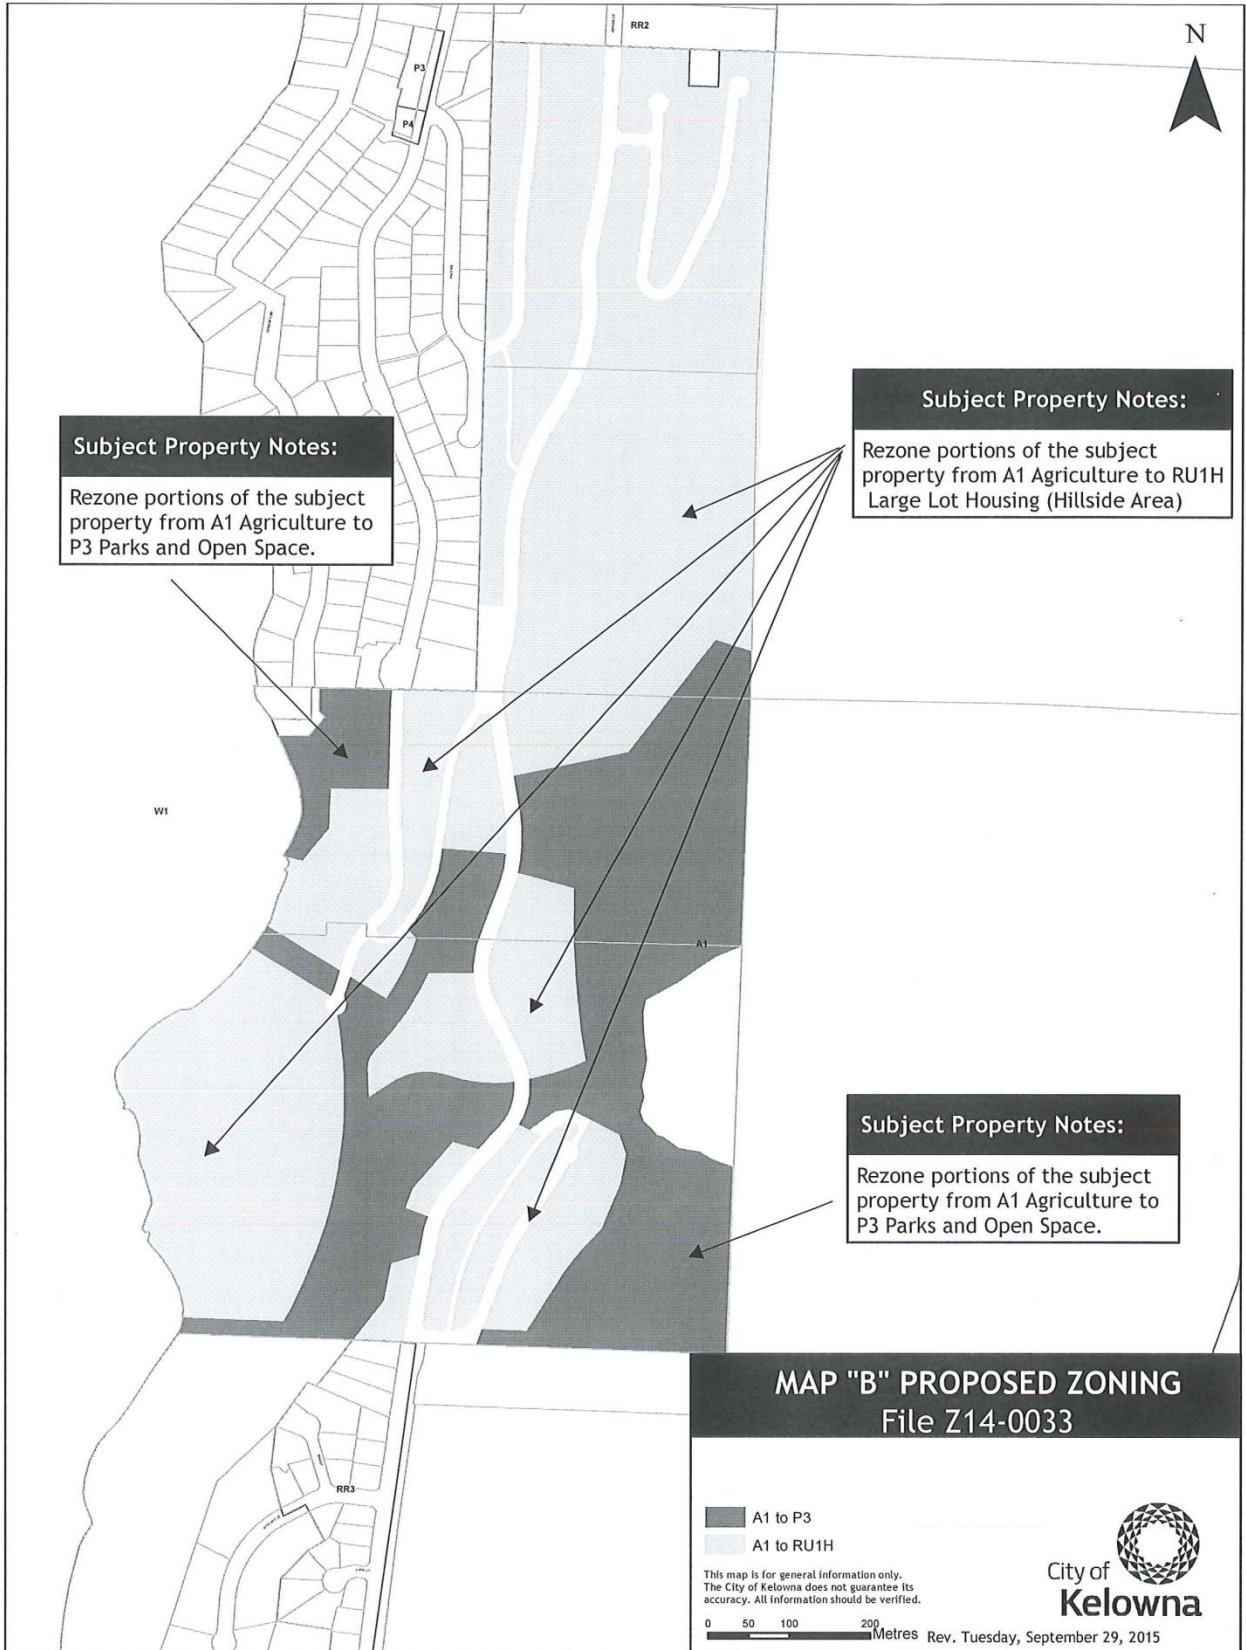 RR2
N
P3
P4
Subject Property Notes:
Rezone portions of the subject
property from A1 Agriculture to
RU1H
Large Lot Housing (Hillside Area)
Subject Property Notes:
Rezone portions of the subject
property from A1 Agriculture to
P3 Parks and Open Space.
W1
A1
Subject Property Notes:
Rezone portions of the subject
property from A1 Agriculture to
P3 Parks and Open Space.
RR3
MAP "B" PROPOSED ZONING
File Z14-0033
A1 to P3
A1 to RU1H
This map is for general information only.
The City of Kelowna does not guarantee its
accuracy. All information should be verified.
City of
Kelowna
0 50 100 200
Metres
Rev. Tuesday, September 29, 2015